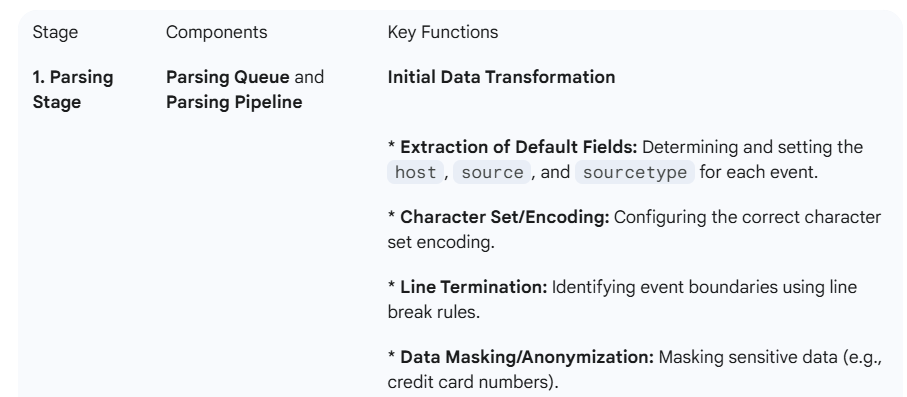 Stage Components Key Functions
1. Parsing Stage
Parsing Queue and Parsing Pipeline
Initial Data Transformation
* Extraction of Default Fields: Determining and setting the
host , source , and sourcetype for each event.
* Character Set/Encoding: Configuring the correct character
set encoding.
* Line Termination: Identifying event boundaries using line
break rules.
* Data Masking/Anonymization: Masking sensitive data (e.g.,
credit card numbers).